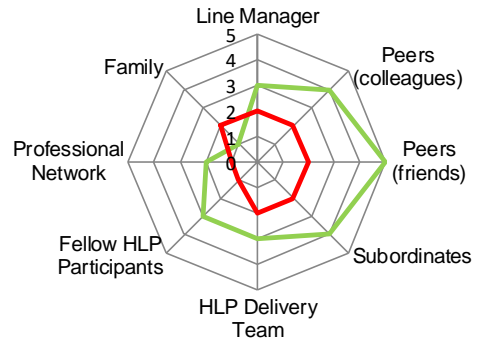 Line Manager
Peers
(colleagues)
Peers
(friends)
Subordinates
HLP Delivery
Team
Fellow HLP
Participants
Professional
Network
Family
5
4
3
2
1
0